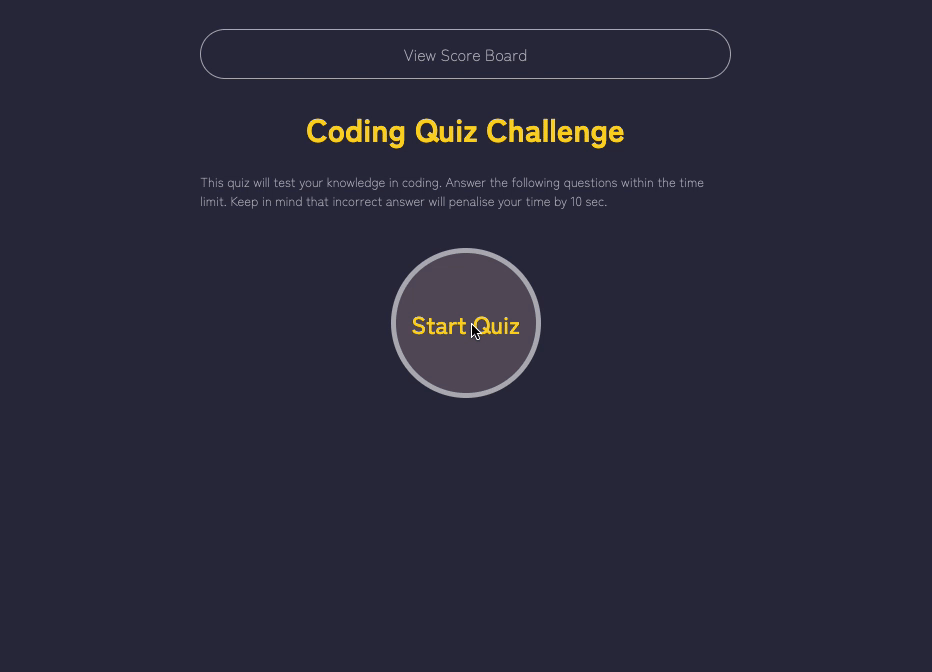 View Score Board
Coding Quiz Challenge
This quiz will test your knowledge in coding. Answer the following questions within the time
limit. Keep in mind that incorrect answer will penalise your time by 10 sec.
Start Quiz